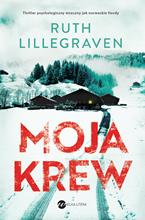 Thriller psychologiczny mroczny jak norweskie fiordy
RUTH
LILLEGRAVEN
MOJA
KREW